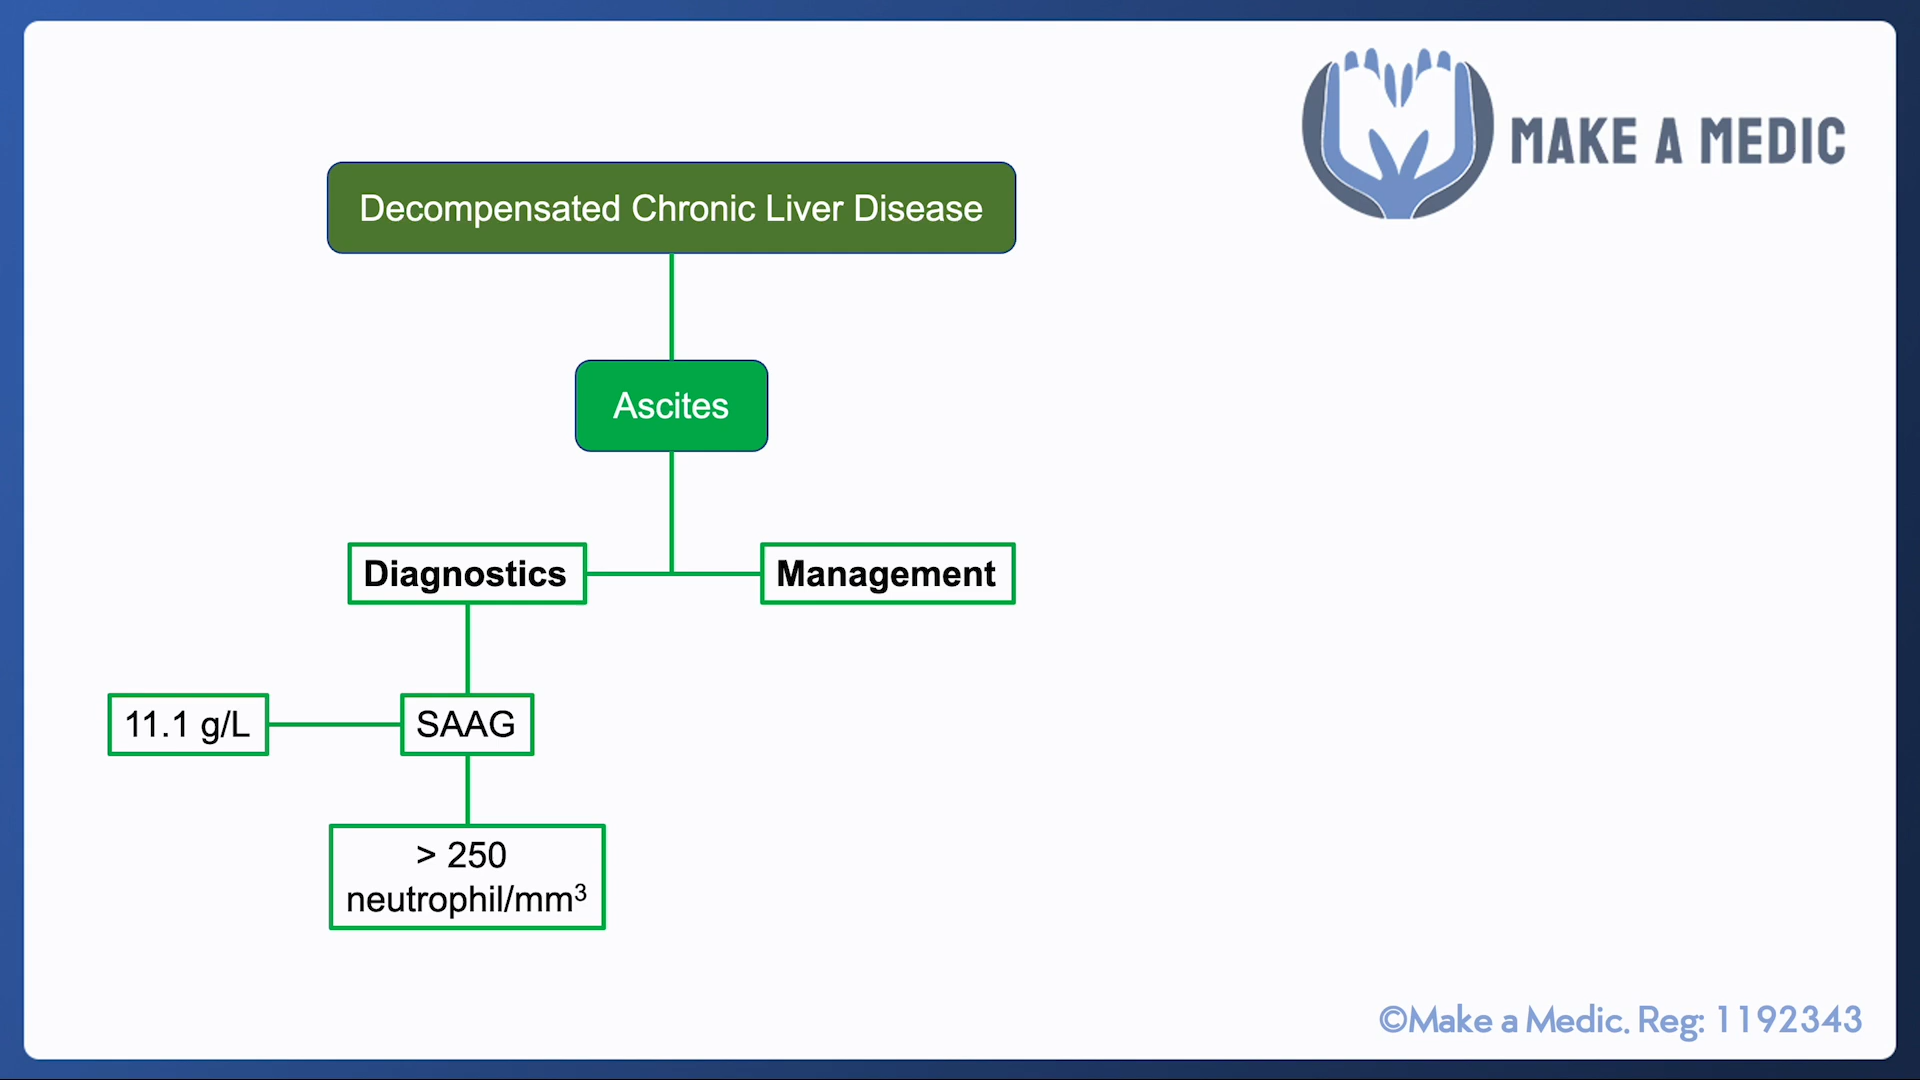 MAKE A MEDIC
Decompensated Chronic Liver Disease
Ascites
Diagnostics
Management
11.1 g/L
SAAG
> 250
neutrophil/mm³
©Make a Medic. Reg: 1192343